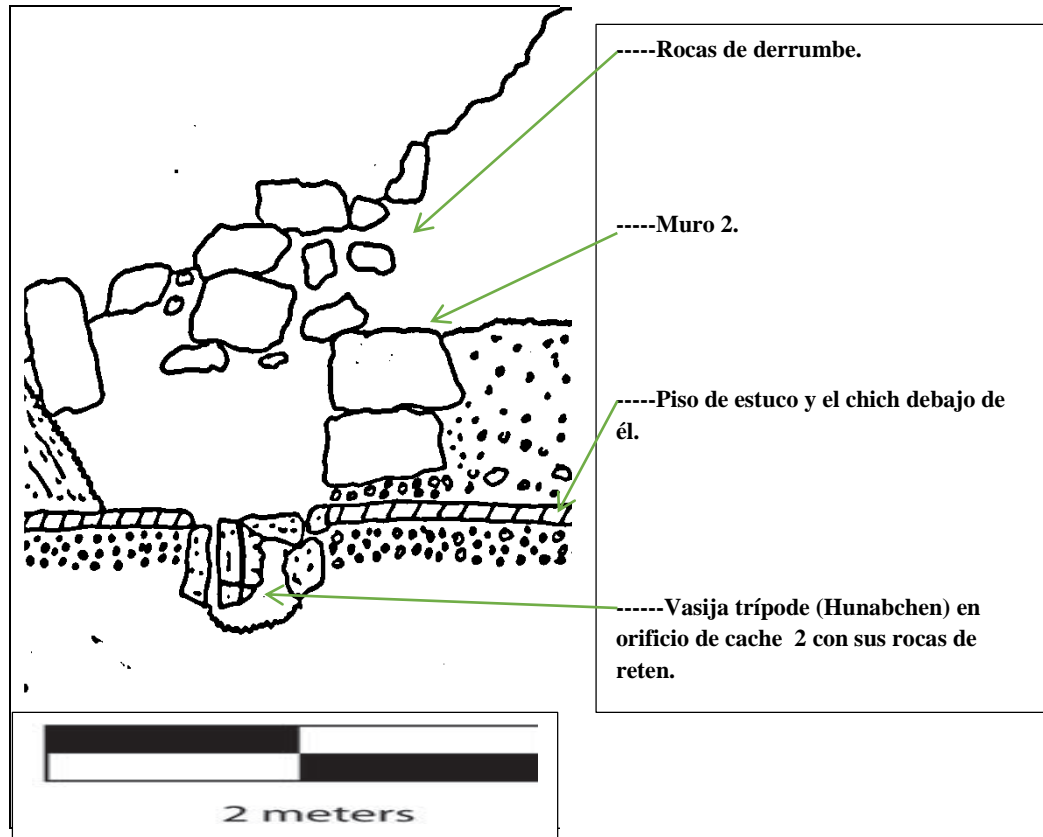 -----Rocas de derrumbe.
-----Muro 2.
-----Piso de estuco y el chich debajo de
él.
------Vasija trípode (Hunabchen) en
orificio de cache 2 con sus rocas de
reten.
2 meters